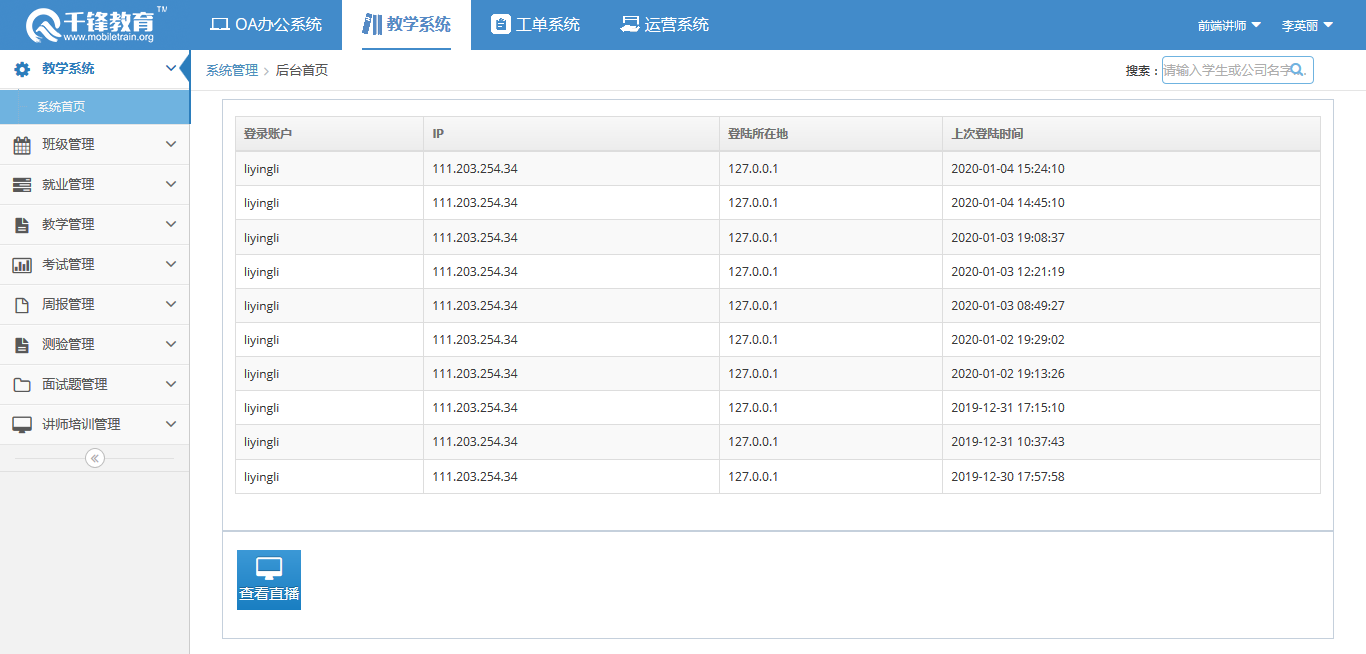 千锋教育 TM
www.mobiletrain.org
OA办公系统
教学系统
工单系统
运营系统
前端讲师
李英丽
教学系统
系统首页
班级管理
就业管理
教学管理
考试管理
周报管理
测验管理
面试题管理
讲师培训管理
系统管理 > 后台首页
搜索：请输入学生或公司名字
登录账户 IP 登陆所在地 上次登陆时间
liyingli 111.203.254.34 127.0.0.1 2020-01-04 15:24:10
liyingli 111.203.254.34 127.0.0.1 2020-01-04 14:45:10
liyingli 111.203.254.34 127.0.0.1 2020-01-03 19:08:37
liyingli 111.203.254.34 127.0.0.1 2020-01-03 12:21:19
liyingli 111.203.254.34 127.0.0.1 2020-01-03 08:49:27
liyingli 111.203.254.34 127.0.0.1 2020-01-02 19:29:02
liyingli 111.203.254.34 127.0.0.1 2020-01-02 19:13:26
liyingli 111.203.254.34 127.0.0.1 2019-12-31 17:15:10
liyingli 111.203.254.34 127.0.0.1 2019-12-31 10:37:43
liyingli 111.203.254.34 127.0.0.1 2019-12-30 17:57:58
查看直播